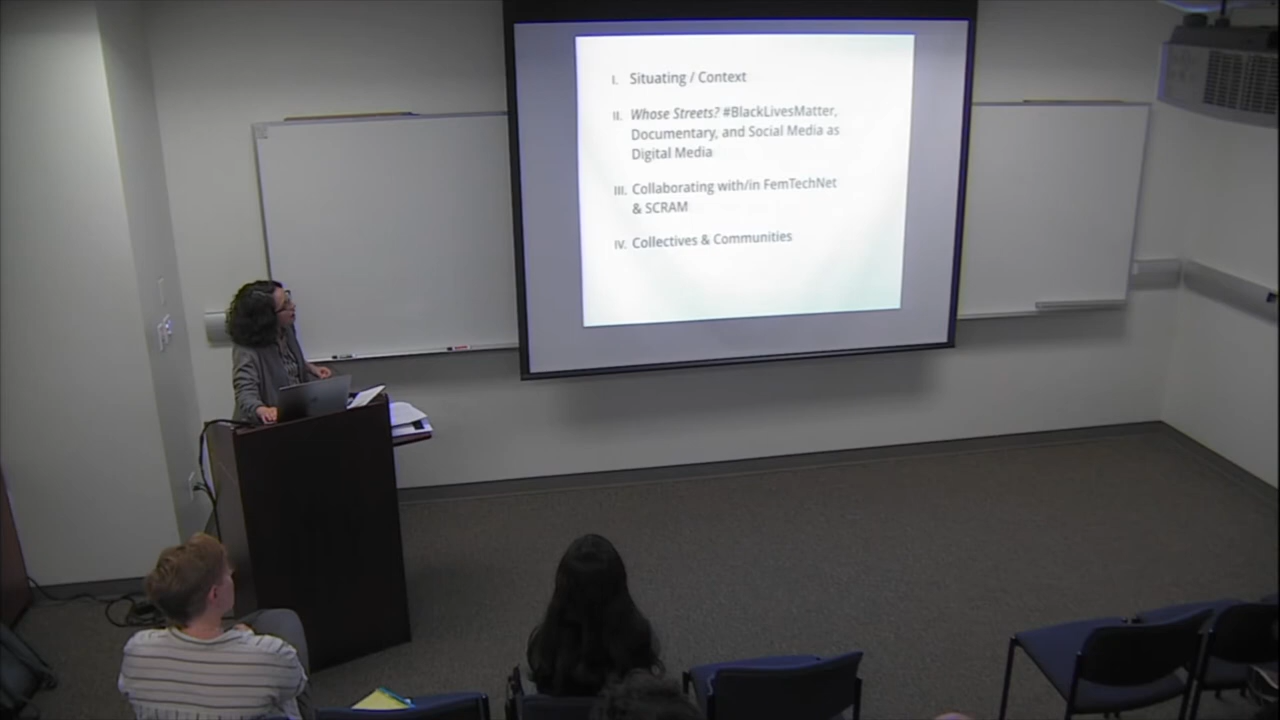 I. Situating / Context
II. Whose Streets? #BlackLivesMatter,
Documentary, and Social Media as
Digital Media
III. Collaborating with/in FemTechNet
& SCRAM
IV. Collectives & Communities